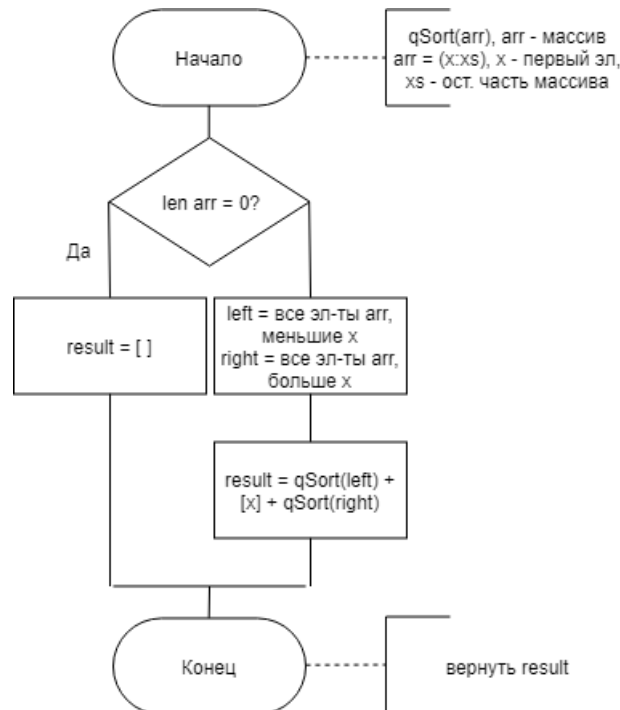 Начало
qSort(arr), arr - массив
arr = (x:xs), x - первый эл,
xs - ост. часть массива
len arr = 0?
Да
result = [ ]
left = все эл-ты arr,
меньшие x
right = все эл-ты arr,
больше x
result = qSort(left) +
[x] + qSort(right)
Конец
вернуть result